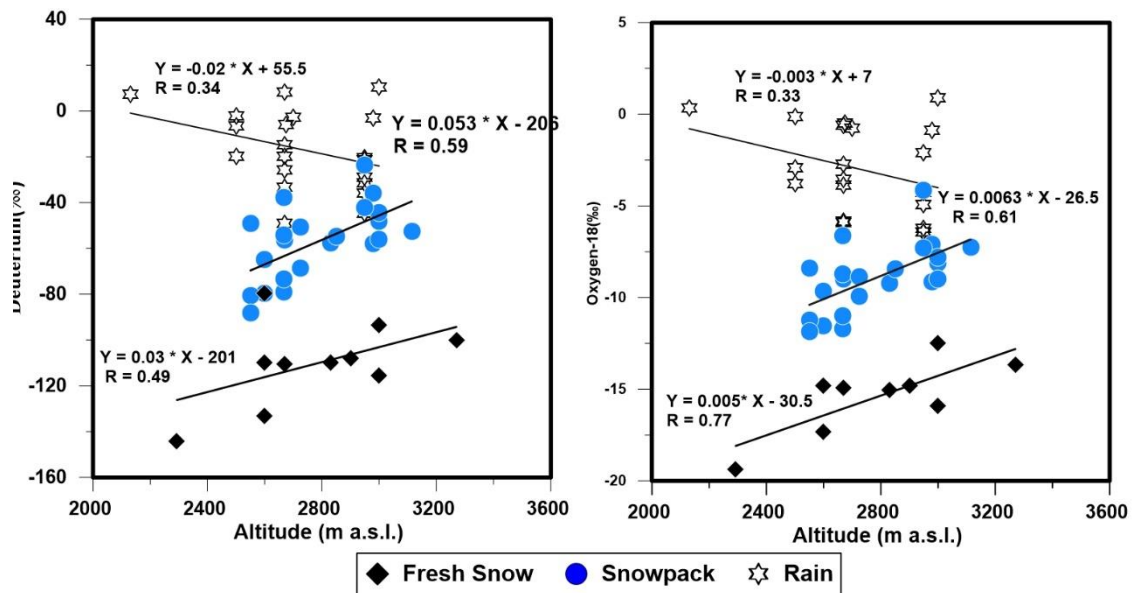 Deuterium(‰)
40
0
-40
-80
-120
-160
Y = -0.02 * X + 55.5
R = 0.34
Y = 0.053 * X - 206
R = 0.59
Y = 0.03 * X - 201
R = 0.49
2000 2400 2800 3200 3600
Altitude (m a.s.l.)
Oxygen-18(‰)
5
0
-5
-10
-15
-20
Y = -0.003 * X + 7
R = 0.33
Y = 0.0063 * X - 26.5
R = 0.61
Y = 0.005* X - 30.5
R = 0.77
2000 2400 2800 3200 3600
Altitude (m a.s.l.)
Fresh Snow Snowpack Rain